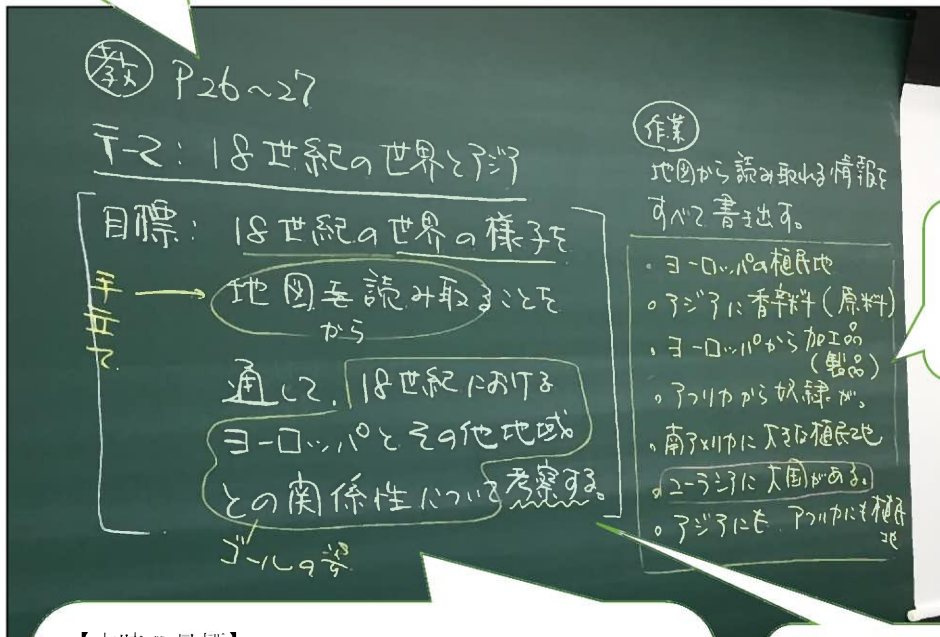 教 P26~27
テーマ：18世紀の世界とアジア
目標：18世紀の世界の様子を
手立て
地図を読み取ることを
から
通して、18世紀における
ヨーロッパとその他地域
との関係性について考察する。
ゴールの姿
作業
地図から読み取れる情報を
すべて書き出す。
・ヨーロッパの植民地
・アジアに香辛料(原料)
・ヨーロッパから加工品
(製品)
・アフリカから奴隷が。
・南アメリカに大きな植民地
・ユーラシアに大国がある。
・アジアにも アフリカにも植民
地